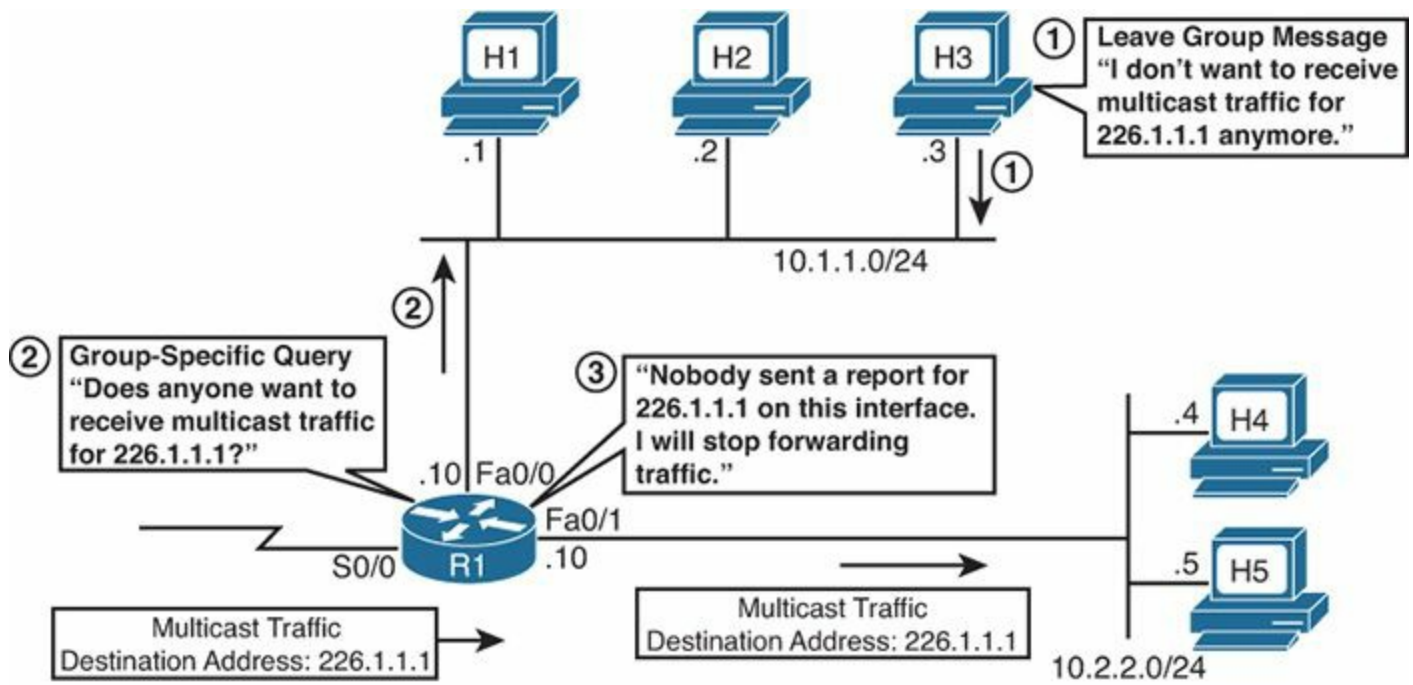 H1
H2
H3
①
Leave Group Message
“I don’t want to receive
multicast traffic for
226.1.1.1 anymore.”
.1
.2
.3
①
10.1.1.0/24
②
②
Group-Specific Query
“Does anyone want to
receive multicast traffic
for 226.1.1.1?”
③
“Nobody sent a report for
226.1.1.1 on this interface.
I will stop forwarding
traffic.”
.10 Fa0/0
Fa0/1
.10
S0/0
R1
.4
H4
.5
H5
Multicast Traffic
Destination Address: 226.1.1.1
Multicast Traffic
Destination Address: 226.1.1.1
10.2.2.0/24